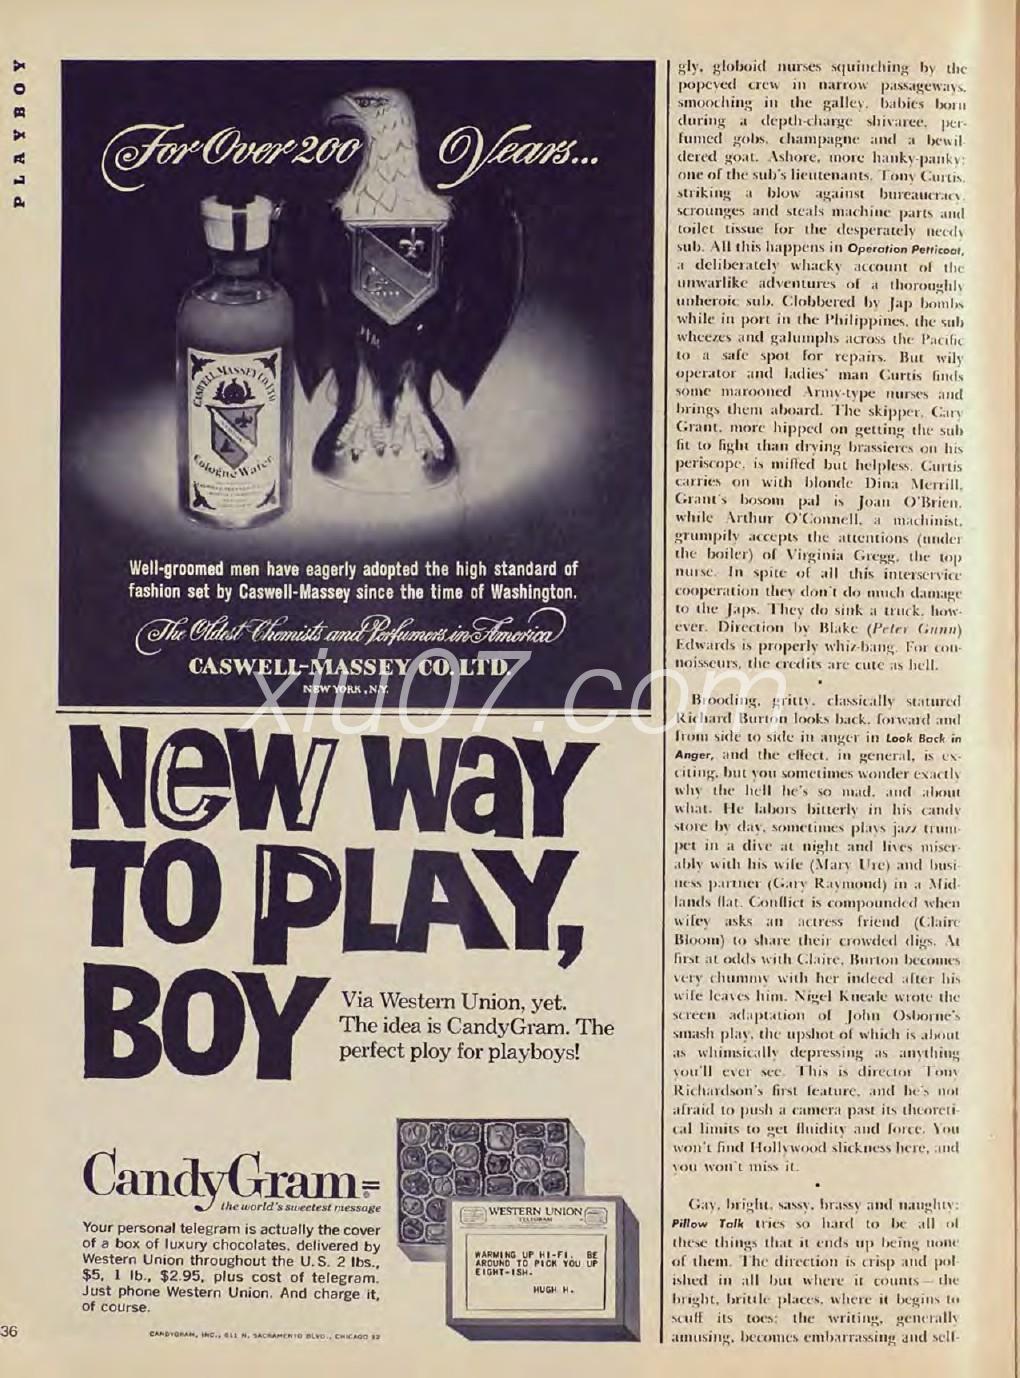 PLAYBOY
For Over 200 Years...
CASWELL-MASSEY CO. LTD
Cologne Water
Well-groomed men have eagerly adopted the high standard of
fashion set by Caswell-Massey since the time of Washington.
The Oldest Chemists and Perfumers in America
CASWELL-MASSEY CO. LTD.
NEW YORK, N.Y.
xiu07.com
NEW WAY
TO PLAY,
BOY
Via Western Union, yet.
The idea is CandyGram. The
perfect ploy for playboys!
CandyGram
the world's sweetest message
Your personal telegram is actually the cover
of a box of luxury chocolates, delivered by
Western Union throughout the U.S. 2 lbs.,
$5, 1 lb., $2.95, plus cost of telegram.
Just phone Western Union. And charge it,
of course.
WESTERN UNION
TELEGRAM
WARMING UP HI-FI. BE
AROUND TO PICK YOU UP
EIGHT-ISH.
HUGH H.
CANDYGRAM, INC., 611 N. SACRAMENTO BLVD., CHICAGO 12
36
gly, globoid nurses squinching by the
popeyed crew in narrow passageways,
smooching in the galley, babies born
during a depth-charge shivaree, per-
fumed gobs, champagne and a bewil-
dered goat. Ashore, more hanky-panky:
one of the sub's lieutenants, Tony Curtis,
striking a blow against bureaucracy,
scrounges and steals machine parts and
toilet tissue for the desperately needy
sub. All this happens in Operation Petticoat,
a deliberately whacky account of the
unwarlike adventures of a thoroughly
unheroic sub. Clobbered by Jap bombs
while in port in the Philippines, the sub
wheezes and galumphs across the Pacific
to a safe spot for repairs. But wily
operator and ladies' man Curtis finds
some marooned Army-type nurses and
brings them aboard. The skipper, Cary
Grant, more hipped on getting the sub
fit to fight than drying brassieres on his
periscope, is miffed but helpless. Curtis
carries on with blonde Dina Merrill,
Grant's bosom pal is Joan O'Brien,
while Arthur O'Connell, a machinist,
grumpily accepts the attentions (under
the boiler) of Virginia Gregg, the top
nurse. In spite of all this interservice
cooperation they don't do much damage
to the Japs. They do sink a truck, how-
ever. Direction by Blake (Peter Gunn)
Edwards is properly whiz-bang. For con-
noisseurs, the credits are cute as hell.
Brooding, gritty, classically statured
Richard Burton looks back, forward and
from side to side in anger in Look Back in
Anger, and the effect, in general, is ex-
citing, but you sometimes wonder exactly
why the hell he's so mad, and about
what. He labors bitterly in his candy
store by day, sometimes plays jazz trum-
pet in a dive at night and lives miser-
ably with his wife (Mary Ure) and busi-
ness partner (Gary Raymond) in a Mid-
lands flat. Conflict is compounded when
wifey asks an actress friend (Claire
Bloom) to share their crowded digs. At
first at odds with Claire, Burton becomes
very chummy with her indeed after his
wife leaves him. Nigel Kneale wrote the
screen adaptation of John Osborne's
smash play, the upshot of which is about
as whimsically depressing as anything
you'll ever see. This is director Tony
Richardson's first feature, and he's not
afraid to push a camera past its theoreti-
cal limits to get fluidity and force. You
won't find Hollywood slickness here, and
you won't miss it.
Gay, bright, sassy, brassy and naughty:
Pillow Talk tries so hard to be all of
these things that it ends up being none
of them. The direction is crisp and pol-
ished in all but where it counts — the
bright, brittle places, where it begins to
scuff its toes; the writing, generally
amusing, becomes embarrassing and self-